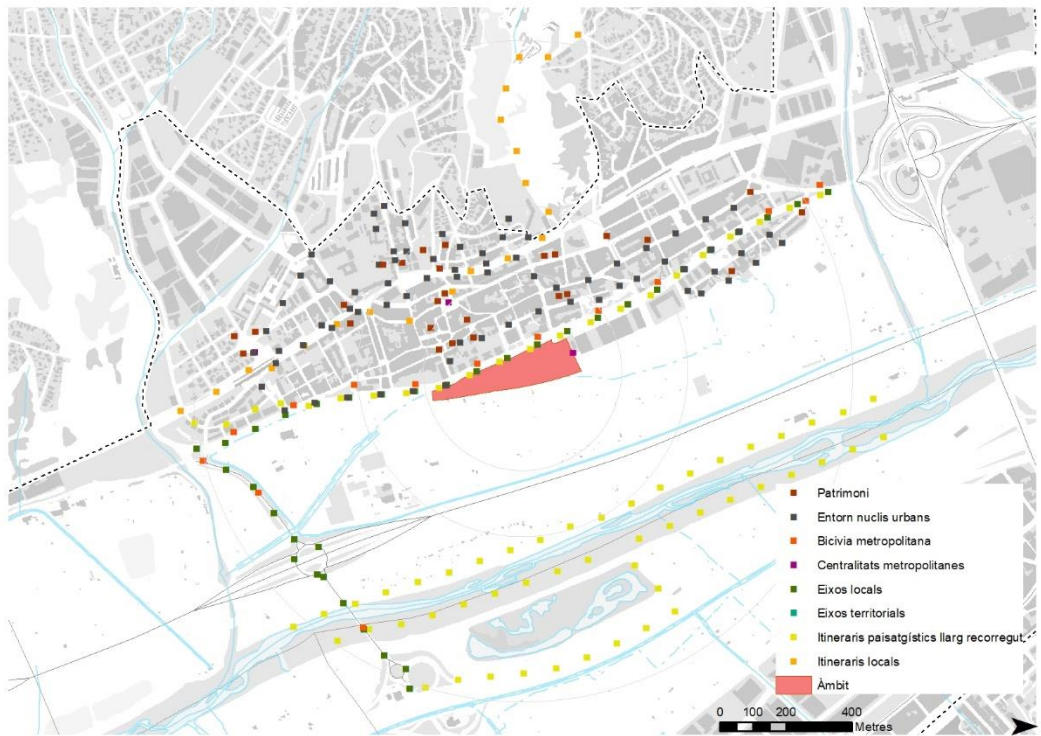 Patrimoni
Entorn nuclis urbans
Bicivia metropolitana
Centralitats metropolitanes
Eixos locals
Eixos territorials
Itineraris paisatgístics llarg recorregut
Itineraris locals
Àmbit
0 100 200 400
Metres